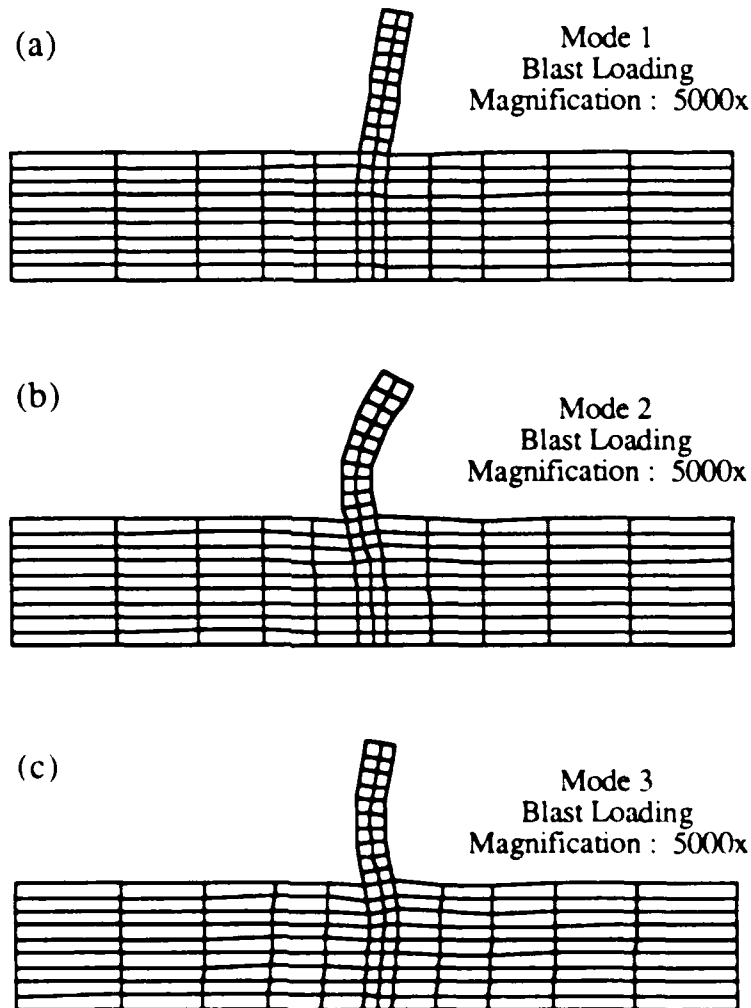 (a)
Mode 1
Blast Loading
Magnification : 5000x
(b)
Mode 2
Blast Loading
Magnification : 5000x
(c)
Mode 3
Blast Loading
Magnification : 5000x